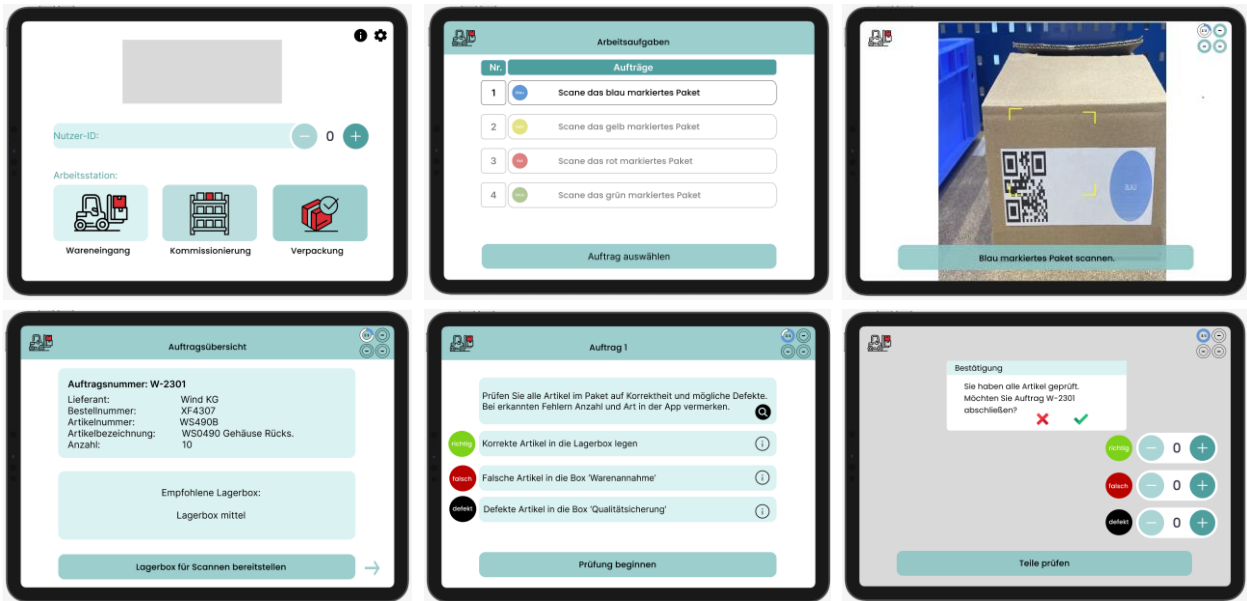 Nutzer-ID:
0
Arbeitsstation:
Wareneingang
Kommissionierung
Verpackung
Arbeitsaufgaben
Nr.
Aufträge
1
Scane das blau markiertes Paket
2
Scane das gelb markiertes Paket
3
Scane das rot markiertes Paket
4
Scane das grün markiertes Paket
Auftrag auswählen
Blau markiertes Paket scannen.
Auftragsübersicht
Auftragsnummer: W-2301
Lieferant: Wind KG
Bestellnummer: XF4307
Artikelnummer: WS490B
Artikelbezeichnung: WS0490 Gehäuse Rücks.
Anzahl: 10
Empfohlene Lagerbox:
Lagerbox mittel
Lagerbox für Scannen bereitstellen
Auftrag 1
Prüfen Sie alle Artikel im Paket auf Korrektheit und mögliche Defekte.
Bei erkannten Fehlern Anzahl und Art in der App vermerken.
richtig Korrekte Artikel in die Lagerbox legen
falsch Falsche Artikel in die Box 'Warenannahme'
defekt Defekte Artikel in die Box 'Qualitätsicherung'
Prüfung beginnen
Bestätigung
Sie haben alle Artikel geprüft.
Möchten Sie Auftrag W-2301
abschließen?
richtig 0
falsch 0
defekt 0
Teile prüfen